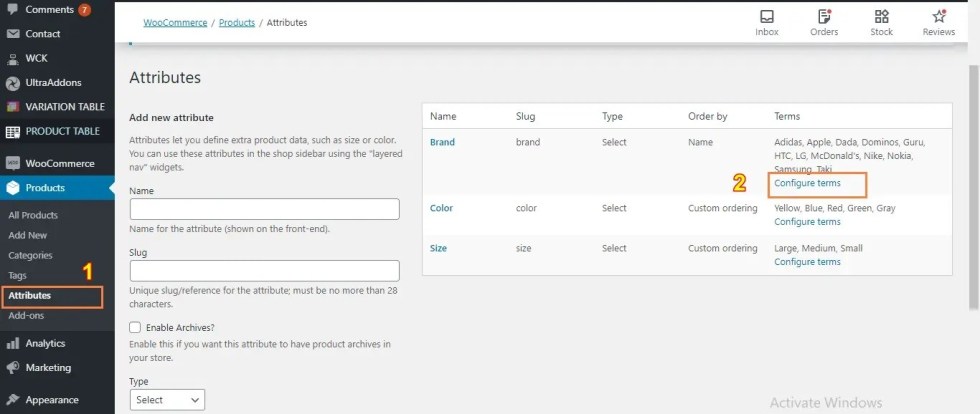 Comments 7
Contact
WCK
UltraAddons
VARIATION TABLE
PRODUCT TABLE
WooCommerce
Products
All Products
Add New
Categories
Tags
1
Attributes
Add-ons
Analytics
Marketing
Appearance
WooCommerce / Products / Attributes
Inbox
Orders
Stock
Reviews
Attributes
Add new attribute
Attributes let you define extra product data, such as size or color.
You can use these attributes in the shop sidebar using the "layered
nav" widgets.
Name
Name for the attribute (shown on the front-end).
Slug
Unique slug/reference for the attribute; must be no more than 28
characters.
Enable Archives?
Enable this if you want this attribute to have product archives in
your store.
Type
Select
Name Slug Type Order by Terms
Brand brand Select Name Adidas, Apple, Dada, Dominos, Guru,
HTC, LG, McDonald's, Nike, Nokia,
Samsung, Taki
2 Configure terms
Color color Select Custom ordering Yellow, Blue, Red, Green, Gray
Configure terms
Size size Select Custom ordering Large, Medium, Small
Configure terms
Activate Windows